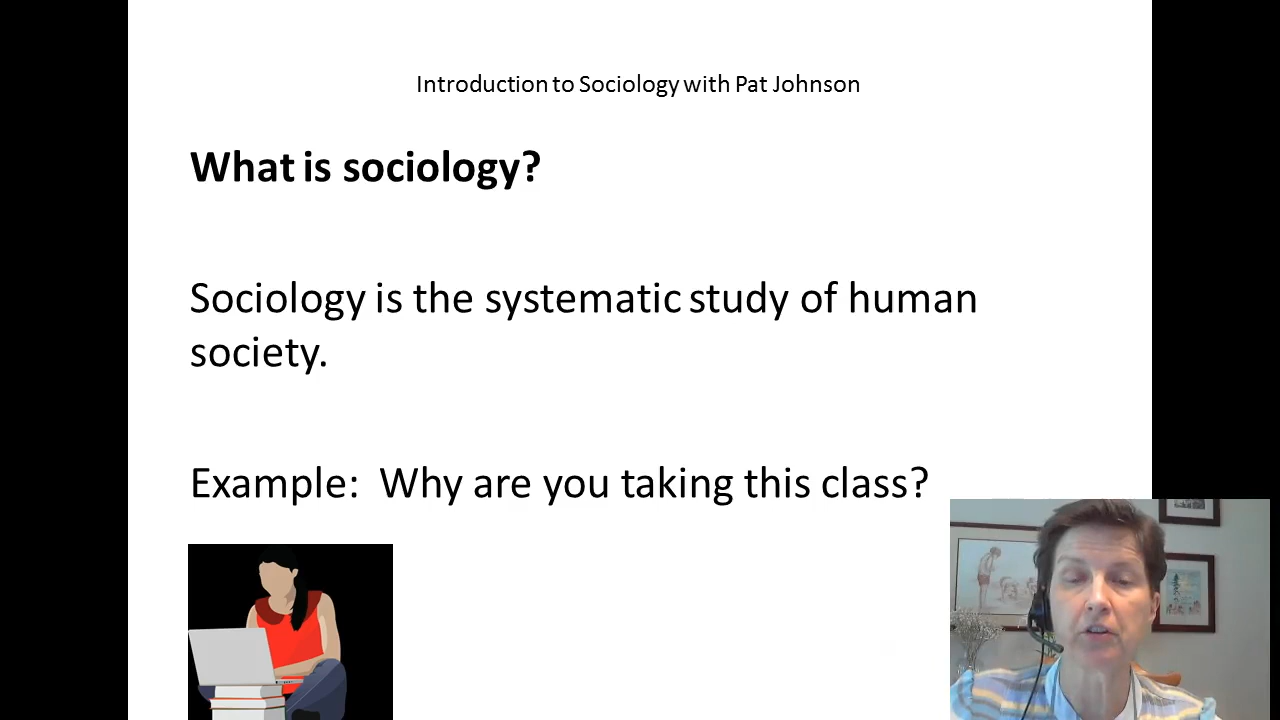 Introduction to Sociology with Pat Johnson
What is sociology?
Sociology is the systematic study of human
society.
Example:  Why are you taking this class?